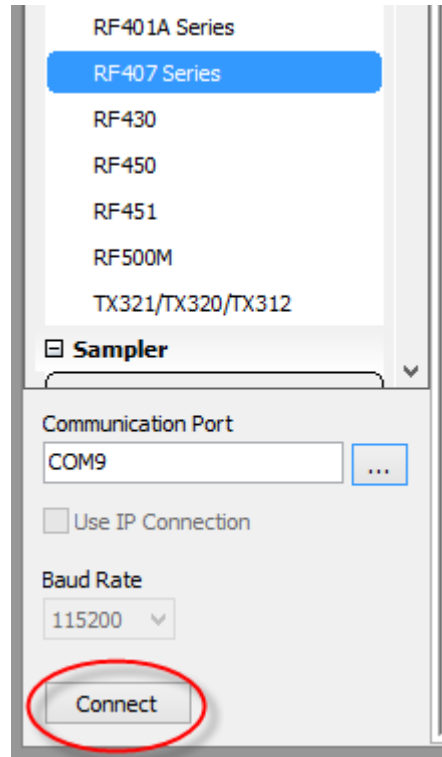 RF401A Series
RF407 Series
RF430
RF450
RF451
RF500M
TX321/TX320/TX312
Sampler
Communication Port
COM9
...
Use IP Connection
Baud Rate
115200
Connect